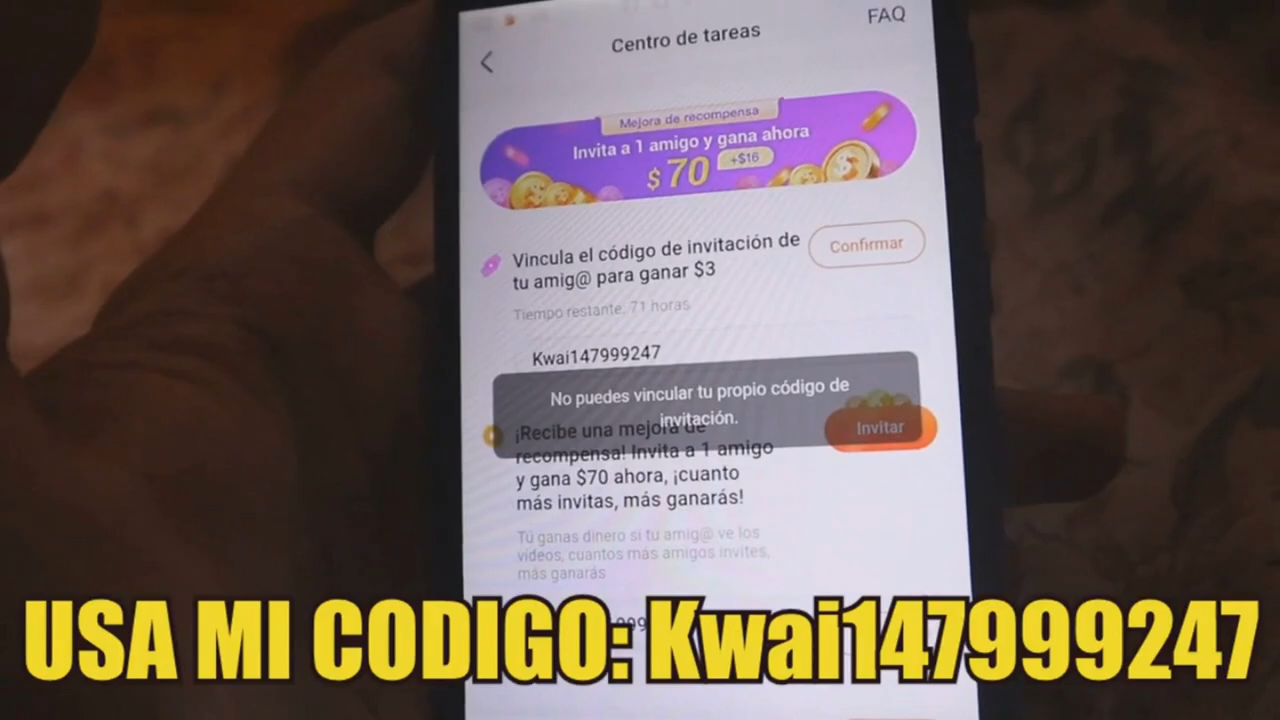 FAQ
Centro de tareas
Mejora de recompensa
Invita a 1 amigo y gana ahora
$70 +$16
Vincula el código de invitación de
tu amig@ para ganar $3
Confirmar
Tiempo restante: 71 horas
Kwai147999247
No puedes vincular tu propio código de
invitación.
¡Recibe una mejora de
recompensa! Invita a 1 amigo
y gana $70 ahora, ¡cuanto
más invitas, más ganarás!
Invitar
Tú ganas dinero si tu amig@ ve los
videos, cuantos más amigos invites,
más ganarás
USA MI CODIGO: Kwai147999247